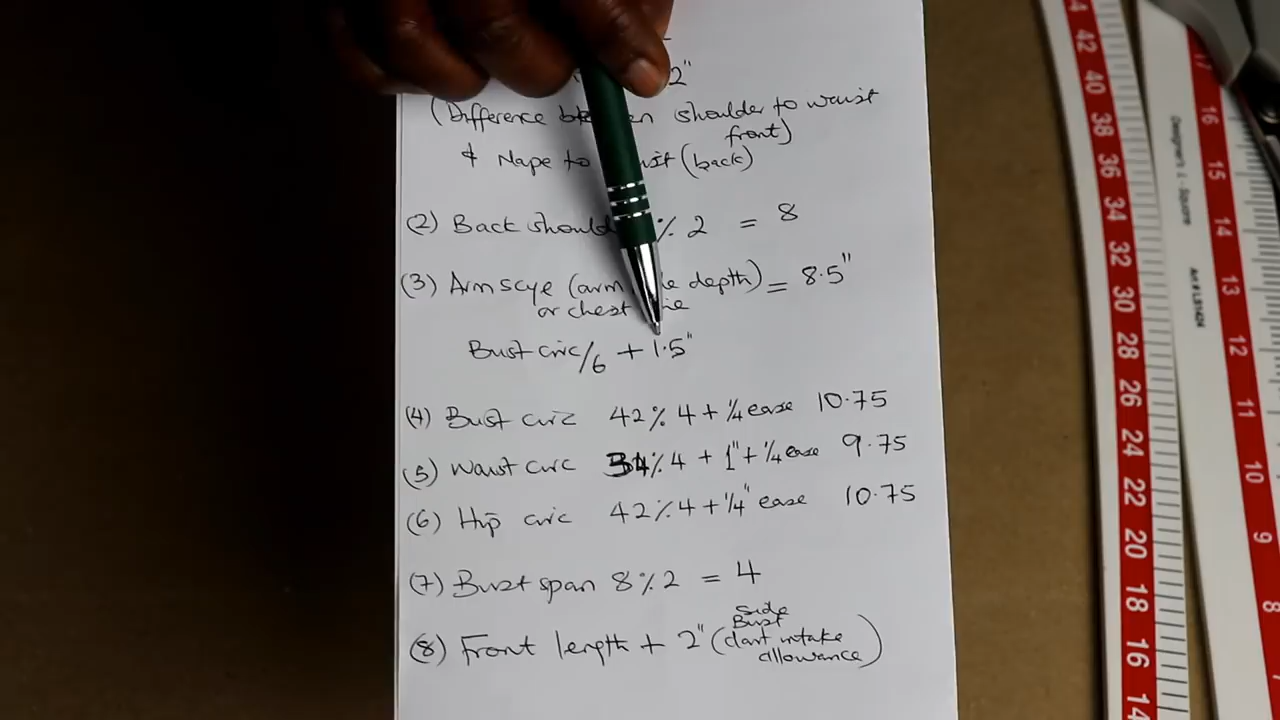 2"
(Difference shoulder to waist
front)
& Nape to (back)
(2) Back % 2 = 8
(3) Armscye ( depth) = 8.5"
or chest
Bust circ/6 + 1.5"
(4) Bust circ 42% 4 + ¼ ease 10.75
(5) Waist circ 34% 4 + 1" + ¼ ease 9.75
(6) Hip circ 42% 4 + ¼" ease 10.75
(7) Bust span 8% 2 = 4
(8) Front length + 2" (Side
Bust
dart intake
allowance)
42
40
38
36
34
32
30
28
26
24
22
20
18
16
14
Designer's L - Square
Art # LS1424
17
16
15
14
13
12
11
10
9
8